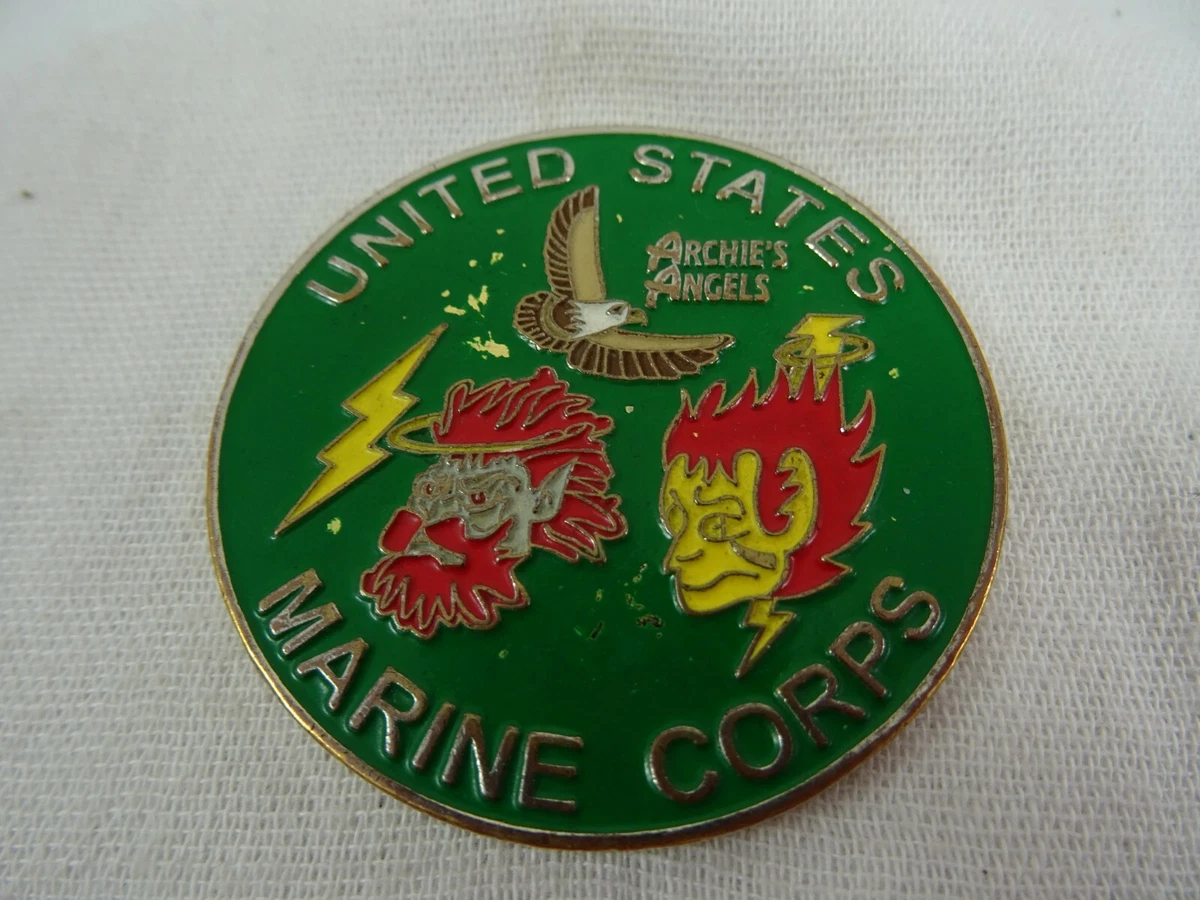 UNITED STATES
ARCHIE'S
ANGELS
MARINE CORPS